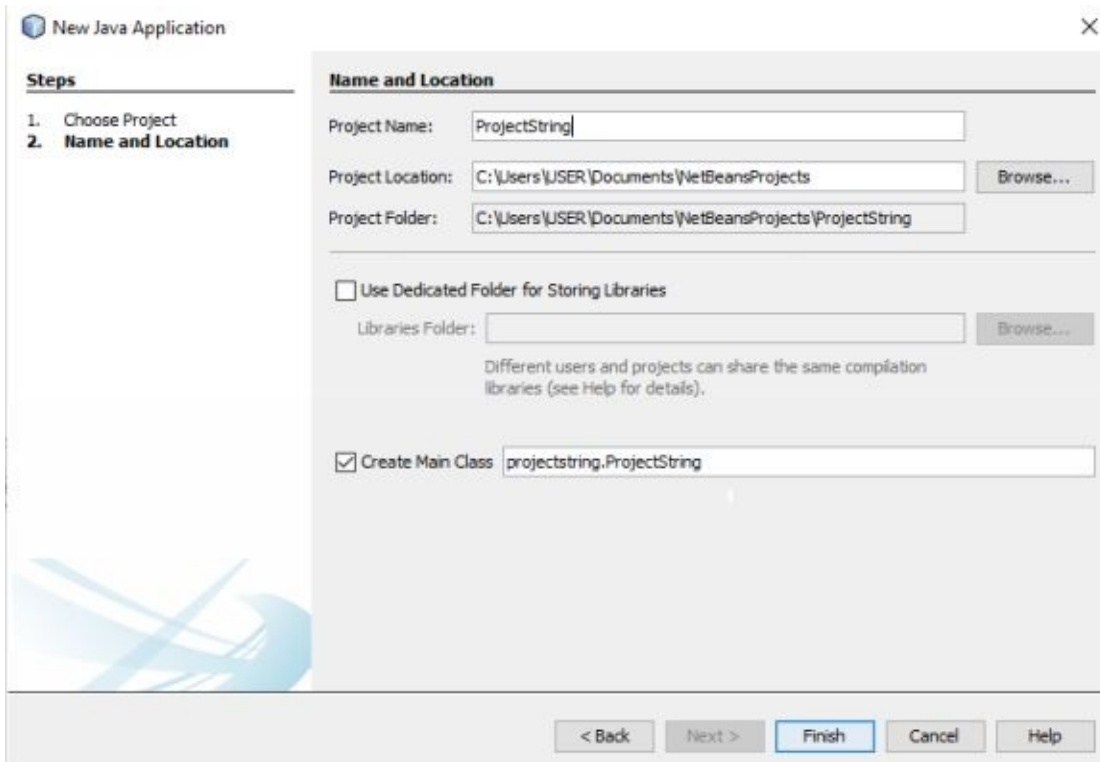 New Java Application
Steps
1. Choose Project
2. Name and Location
Name and Location
Project Name: ProjectString
Project Location: C:\Users\USER\Documents\NetBeansProjects Browse...
Project Folder: C:\Users\USER\Documents\NetBeansProjects\ProjectString
Use Dedicated Folder for Storing Libraries
Libraries Folder: Browse...
Different users and projects can share the same compilation
libraries (see Help for details).
Create Main Class projectstring.ProjectString
< Back Next > Finish Cancel Help